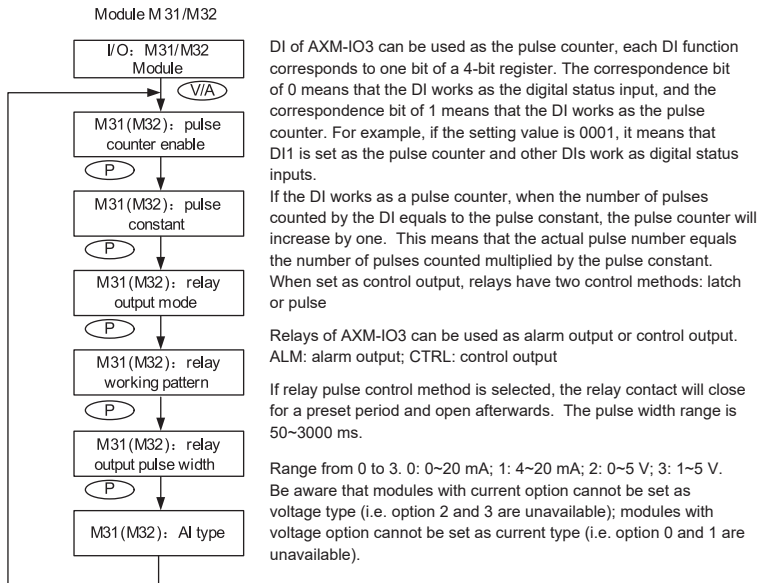 Module M31/M32
I/O: M31/M32
Module
V/A
M31(M32): pulse
counter enable
P
M31(M32): pulse
constant
P
M31(M32): relay
output mode
P
M31(M32): relay
working pattern
P
M31(M32): relay
output pulse width
P
M31(M32): AI type
DI of AXM-IO3 can be used as the pulse counter, each DI function
corresponds to one bit of a 4-bit register. The correspondence bit
of 0 means that the DI works as the digital status input, and the
correspondence bit of 1 means that the DI works as the pulse
counter. For example, if the setting value is 0001, it means that
DI1 is set as the pulse counter and other DIs work as digital status
inputs.
If the DI works as a pulse counter, when the number of pulses
counted by the DI equals to the pulse constant, the pulse counter will
increase by one. This means that the actual pulse number equals
the number of pulses counted multiplied by the pulse constant.
When set as control output, relays have two control methods: latch
or pulse
Relays of AXM-IO3 can be used as alarm output or control output.
ALM: alarm output; CTRL: control output
If relay pulse control method is selected, the relay contact will close
for a preset period and open afterwards. The pulse width range is
50~3000 ms.
Range from 0 to 3. 0: 0~20 mA; 1: 4~20 mA; 2: 0~5 V; 3: 1~5 V.
Be aware that modules with current option cannot be set as
voltage type (i.e. option 2 and 3 are unavailable); modules with
voltage option cannot be set as current type (i.e. option 0 and 1 are
unavailable).